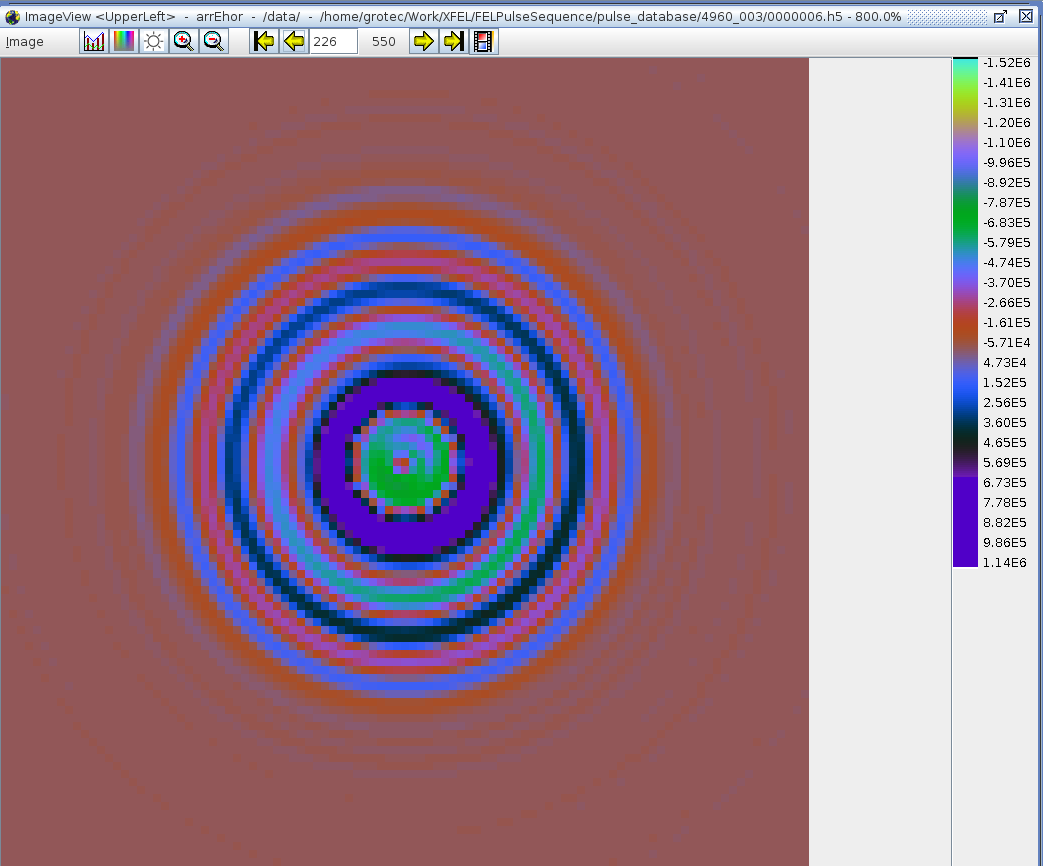 ImageView <UpperLeft> - arrEhor - /data/ - /home/grotec/Work/XFEL/FELPulseSequence/pulse_database/4960_003/0000006.h5 - 800.0%
Image 226 550
-1.52E6
-1.41E6
-1.31E6
-1.20E6
-1.10E6
-9.96E5
-8.92E5
-7.87E5
-6.83E5
-5.79E5
-4.74E5
-3.70E5
-2.66E5
-1.61E5
-5.71E4
4.73E4
1.52E5
2.56E5
3.60E5
4.65E5
5.69E5
6.73E5
7.78E5
8.82E5
9.86E5
1.14E6